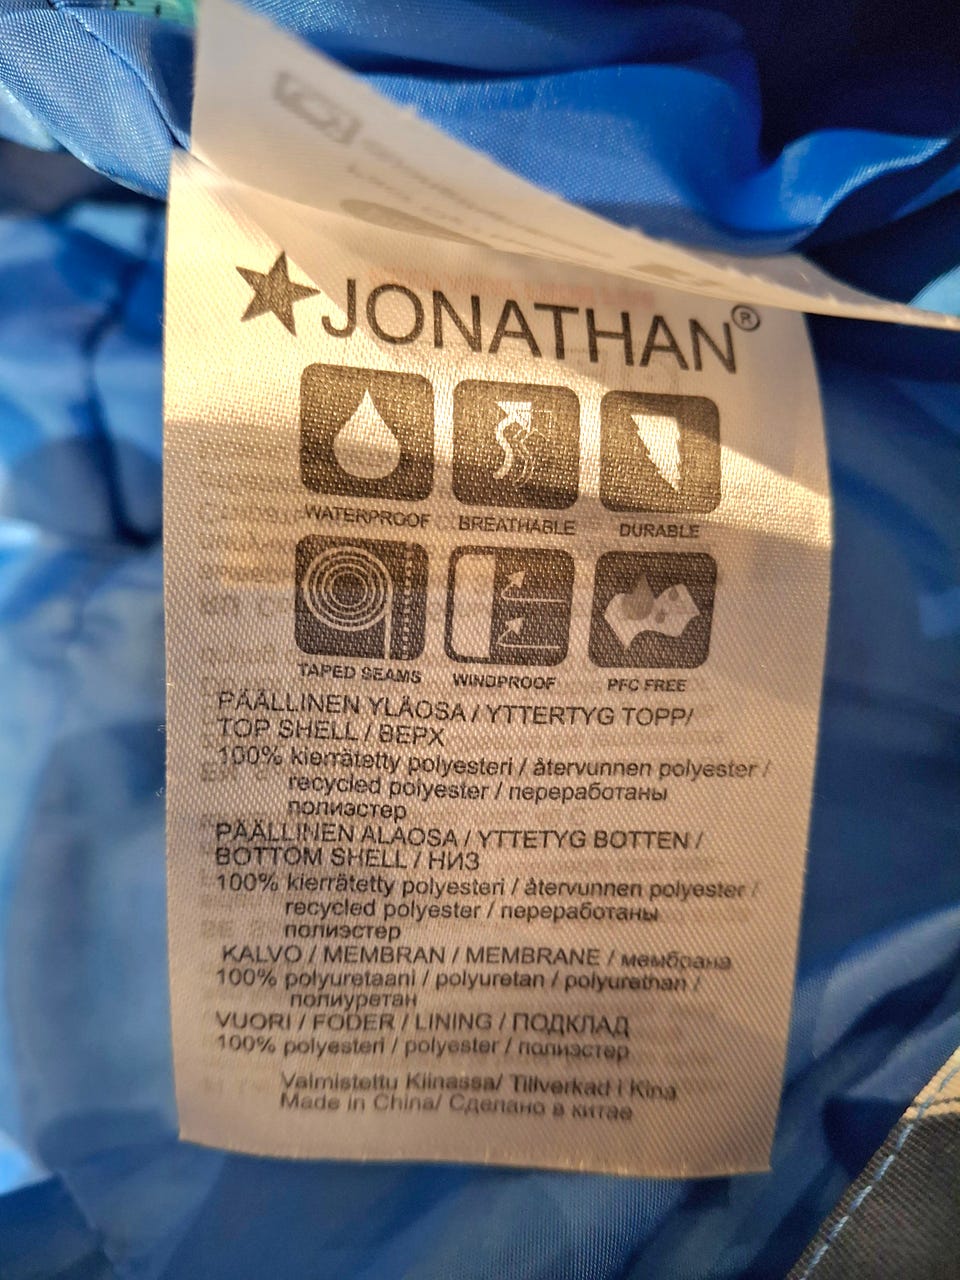 JONATHAN®
WATERPROOF BREATHABLE DURABLE
TAPED SEAMS WINDPROOF PFC FREE
PÄÄLLINEN YLÄOSA / YTTERTYG TOPP/
TOP SHELL / ВЕРХ
100% kierrätetty polyesteri / återvunnen polyester /
recycled polyester / переработаны
полиэстер
PÄÄLLINEN ALAOSA / YTTETYG BOTTEN /
BOTTOM SHELL / НИЗ
100% kierrätetty polyesteri / återvunnen polyester /
recycled polyester / переработаны
полиэстер
KALVO / MEMBRAN / MEMBRANE / мембрана
100% polyuretaani / polyuretan / polyurethan /
полиуретан
VUORI / FODER / LINING / ПОДКЛАД
100% polyesteri / polyester / полиэстер
Valmistettu Kiinassa/ Tillverkad i Kina
Made in China/ Сделано в китае